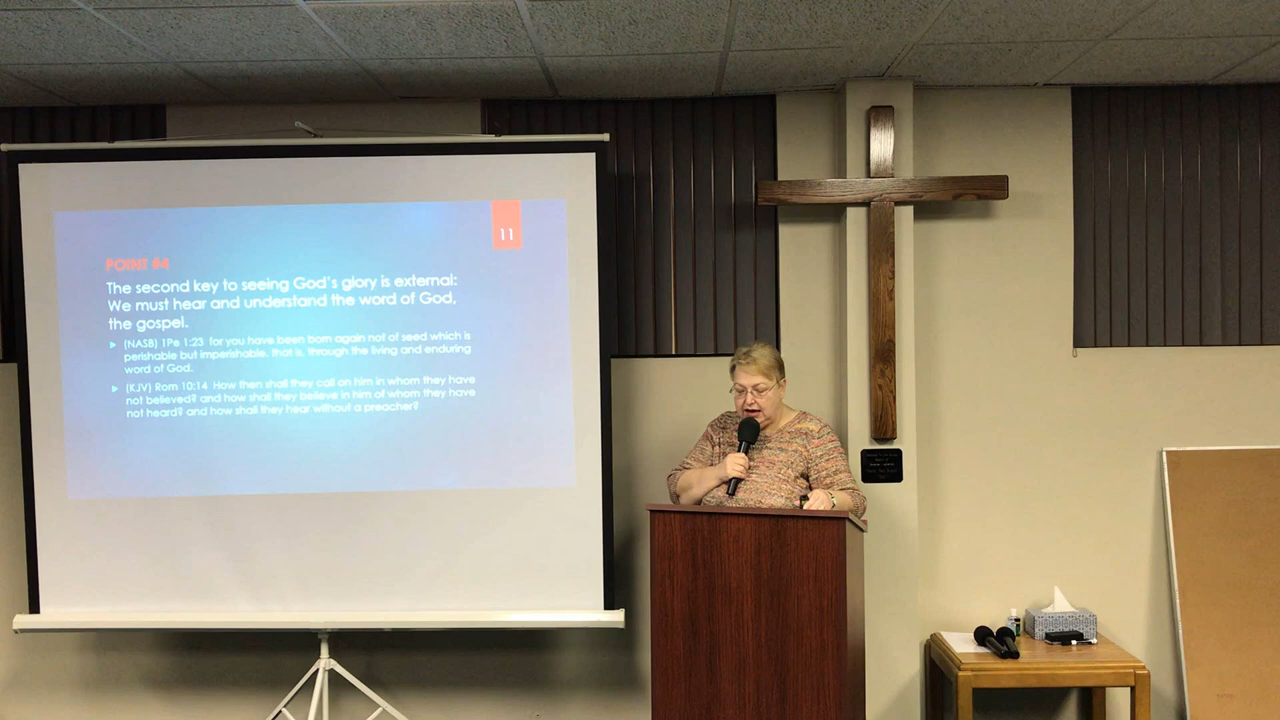 11
POINT #4
The second key to seeing God's glory is external:
We must hear and understand the word of God,
the gospel.
(NASB) 1Pe 1:23 for you have been born again not of seed which is
perishable but imperishable, that is, through the living and enduring
word of God.
(KJV) Rom 10:14 How then shall they call on him in whom they have
not believed? and how shall they believe in him of whom they have
not heard? and how shall they hear without a preacher?